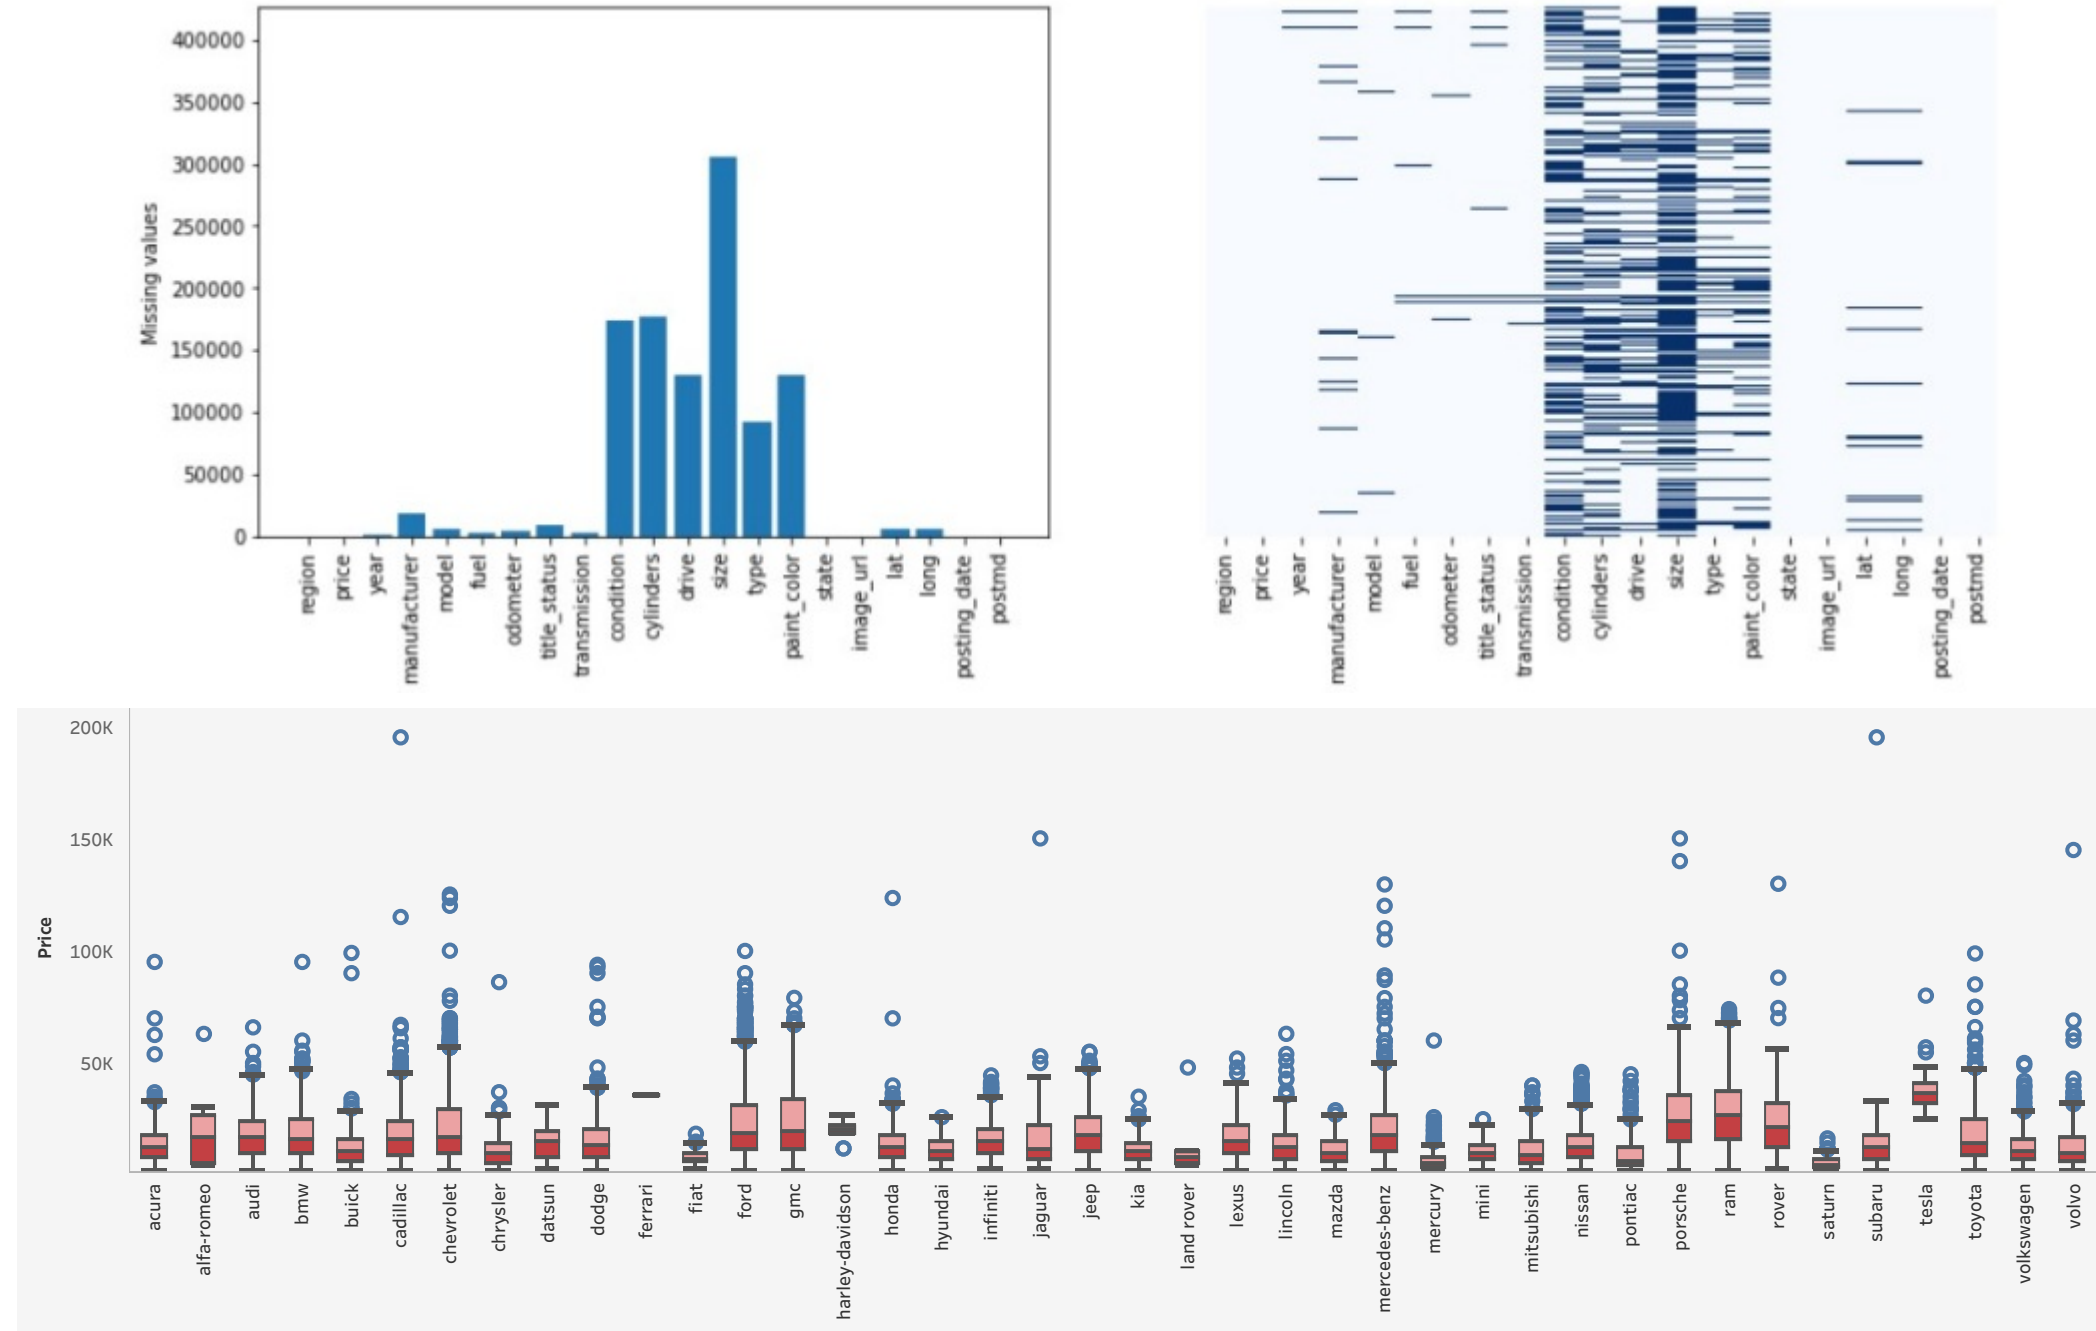 400000
350000
300000
250000
200000
150000
100000
50000
0
Missing values
region
price
year
manufacturer
model
fuel
odometer
title_status
transmission
condition
cylinders
drive
size
type
paint_color
state
image_url
lat
long
posting_date
postmd
region
price
year
manufacturer
model
fuel
odometer
title_status
transmission
condition
cylinders
drive
size
type
paint_color
state
image_url
lat
long
posting_date
postmd
200K
150K
100K
50K
Price
acura
alfa-romeo
audi
bmw
buick
cadillac
chevrolet
chrysler
datsun
dodge
ferrari
fiat
ford
gmc
harley-davidson
honda
hyundai
infiniti
jaguar
jeep
kia
land rover
lexus
lincoln
mazda
mercedes-benz
mercury
mini
mitsubishi
nissan
pontiac
porsche
ram
rover
saturn
subaru
tesla
toyota
volkswagen
volvo